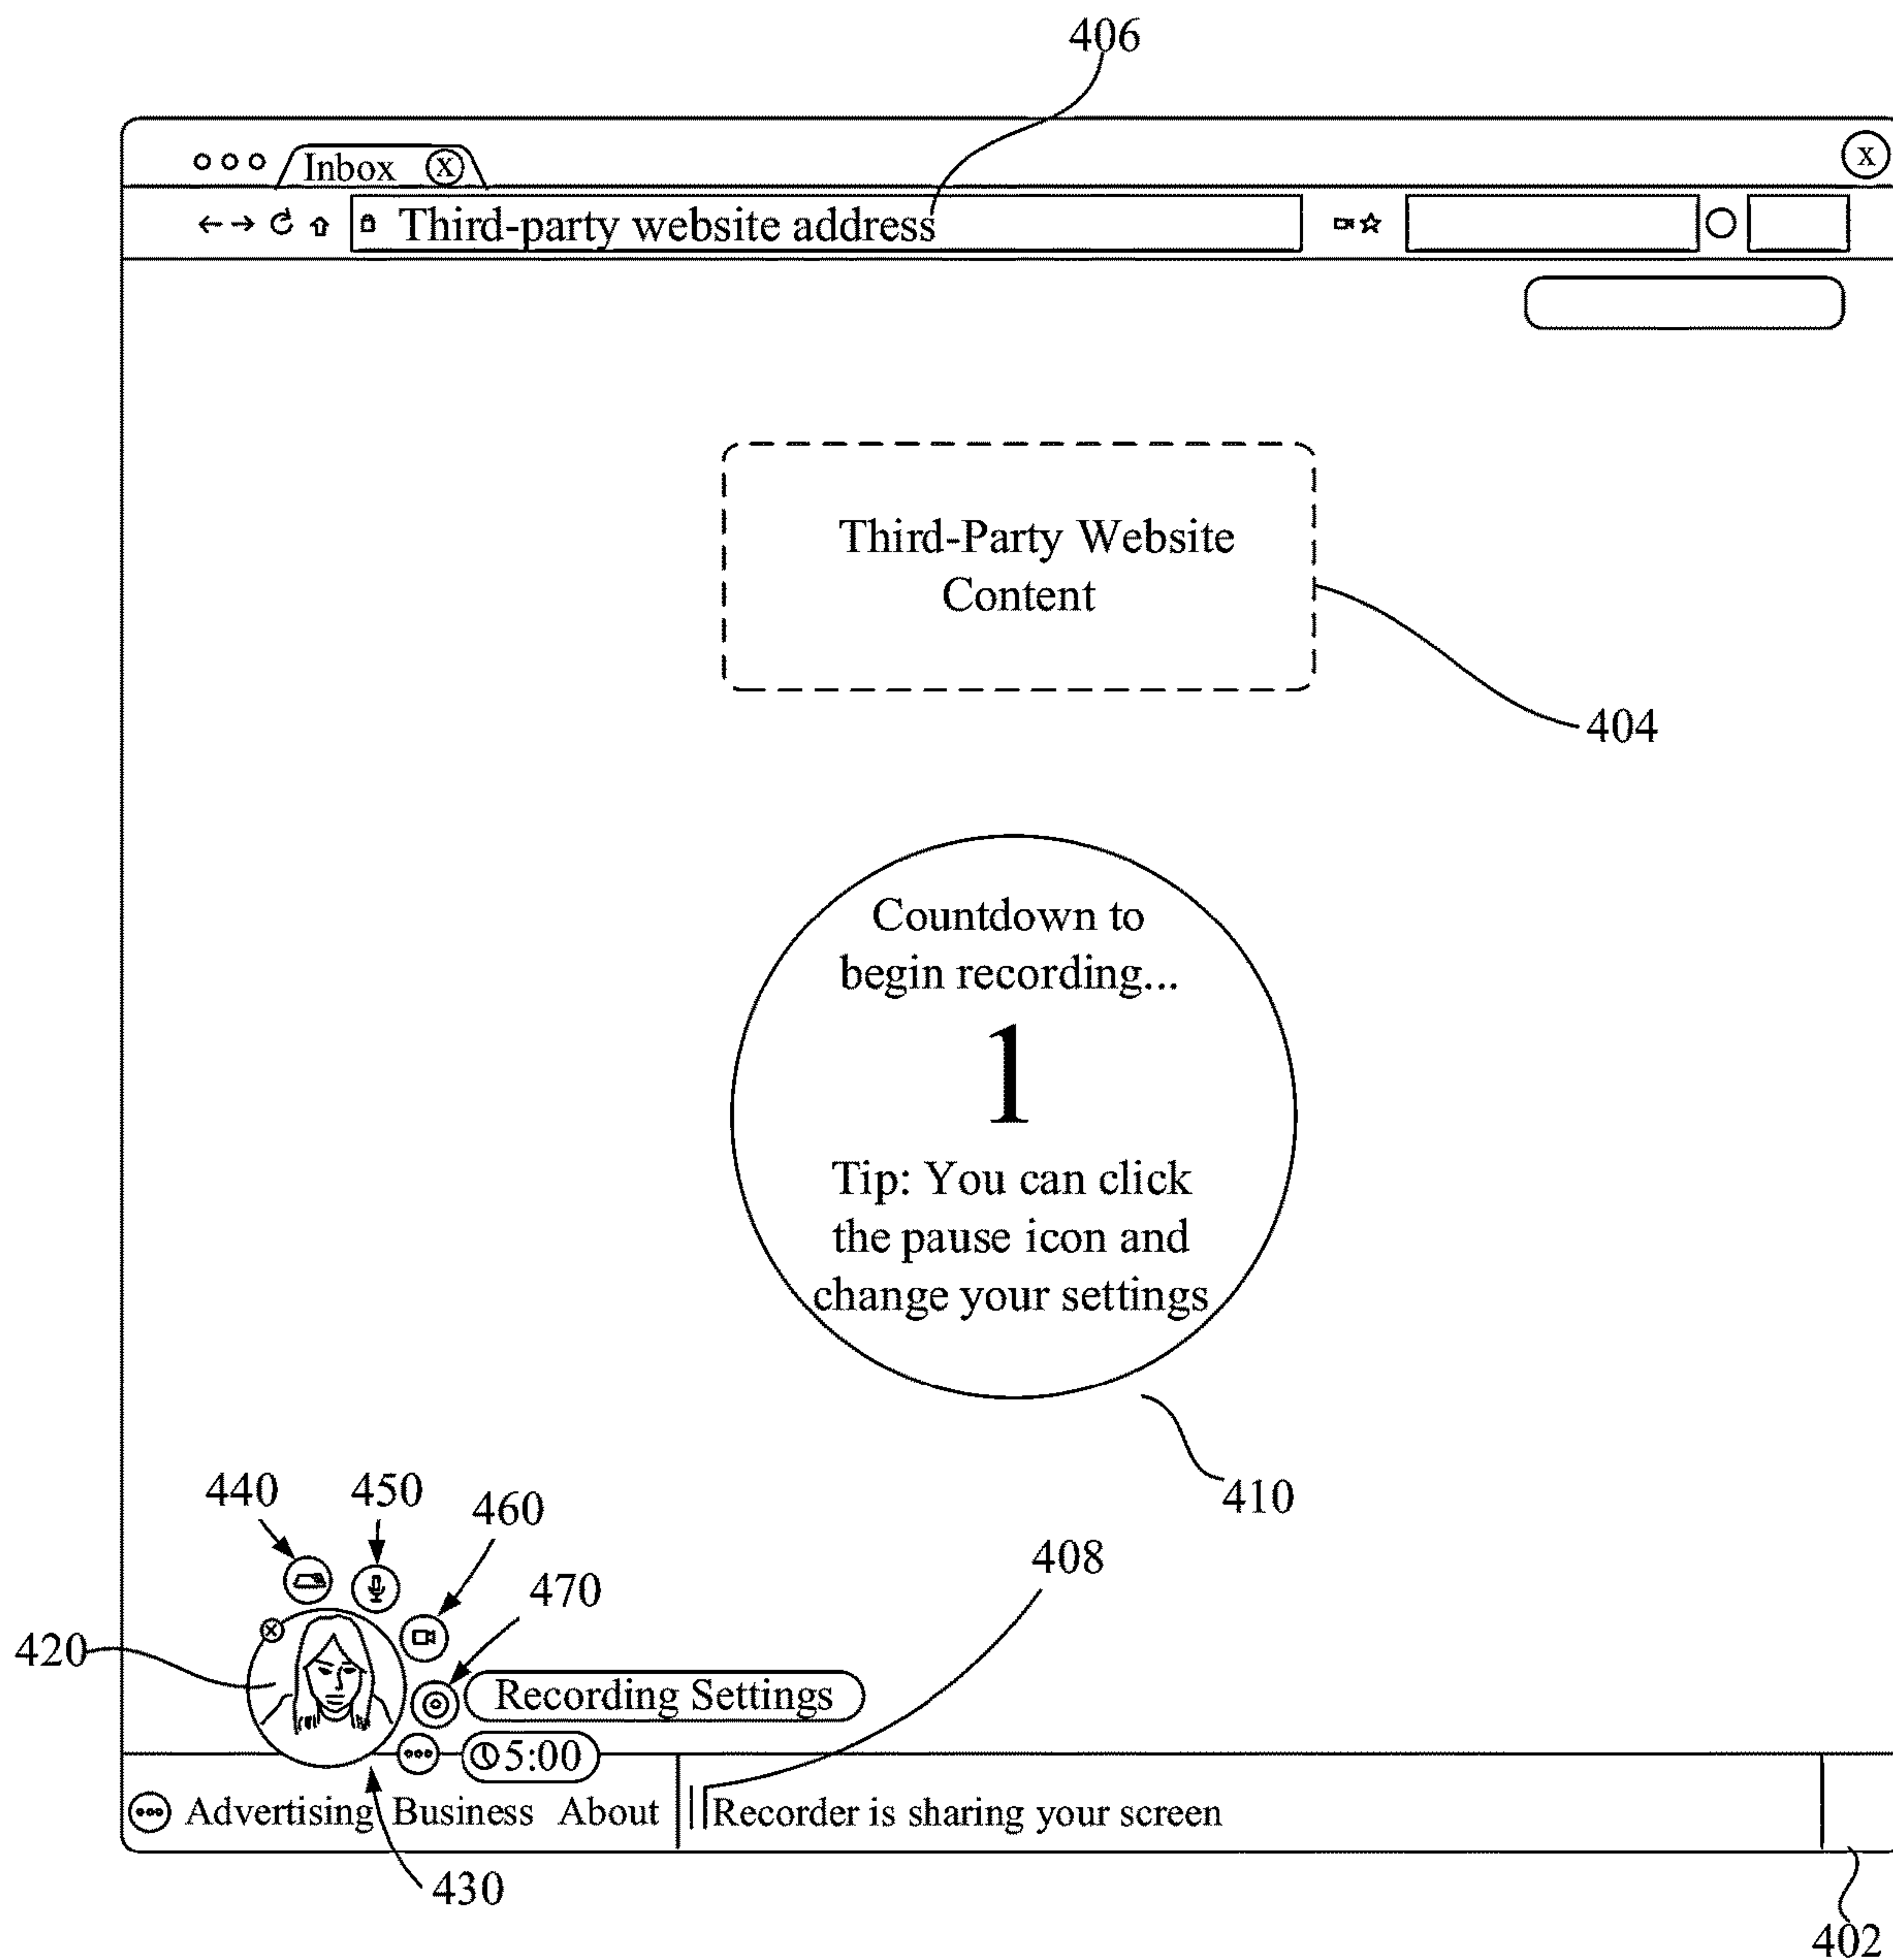 406
Inbox X
X
Third-party website address
Third-Party Website
Content
404
Countdown to
begin recording...
1
Tip: You can click
the pause icon and
change your settings
410
440
450
460
408
470
420
Recording Settings
5:00
Advertising Business About
Recorder is sharing your screen
430
402